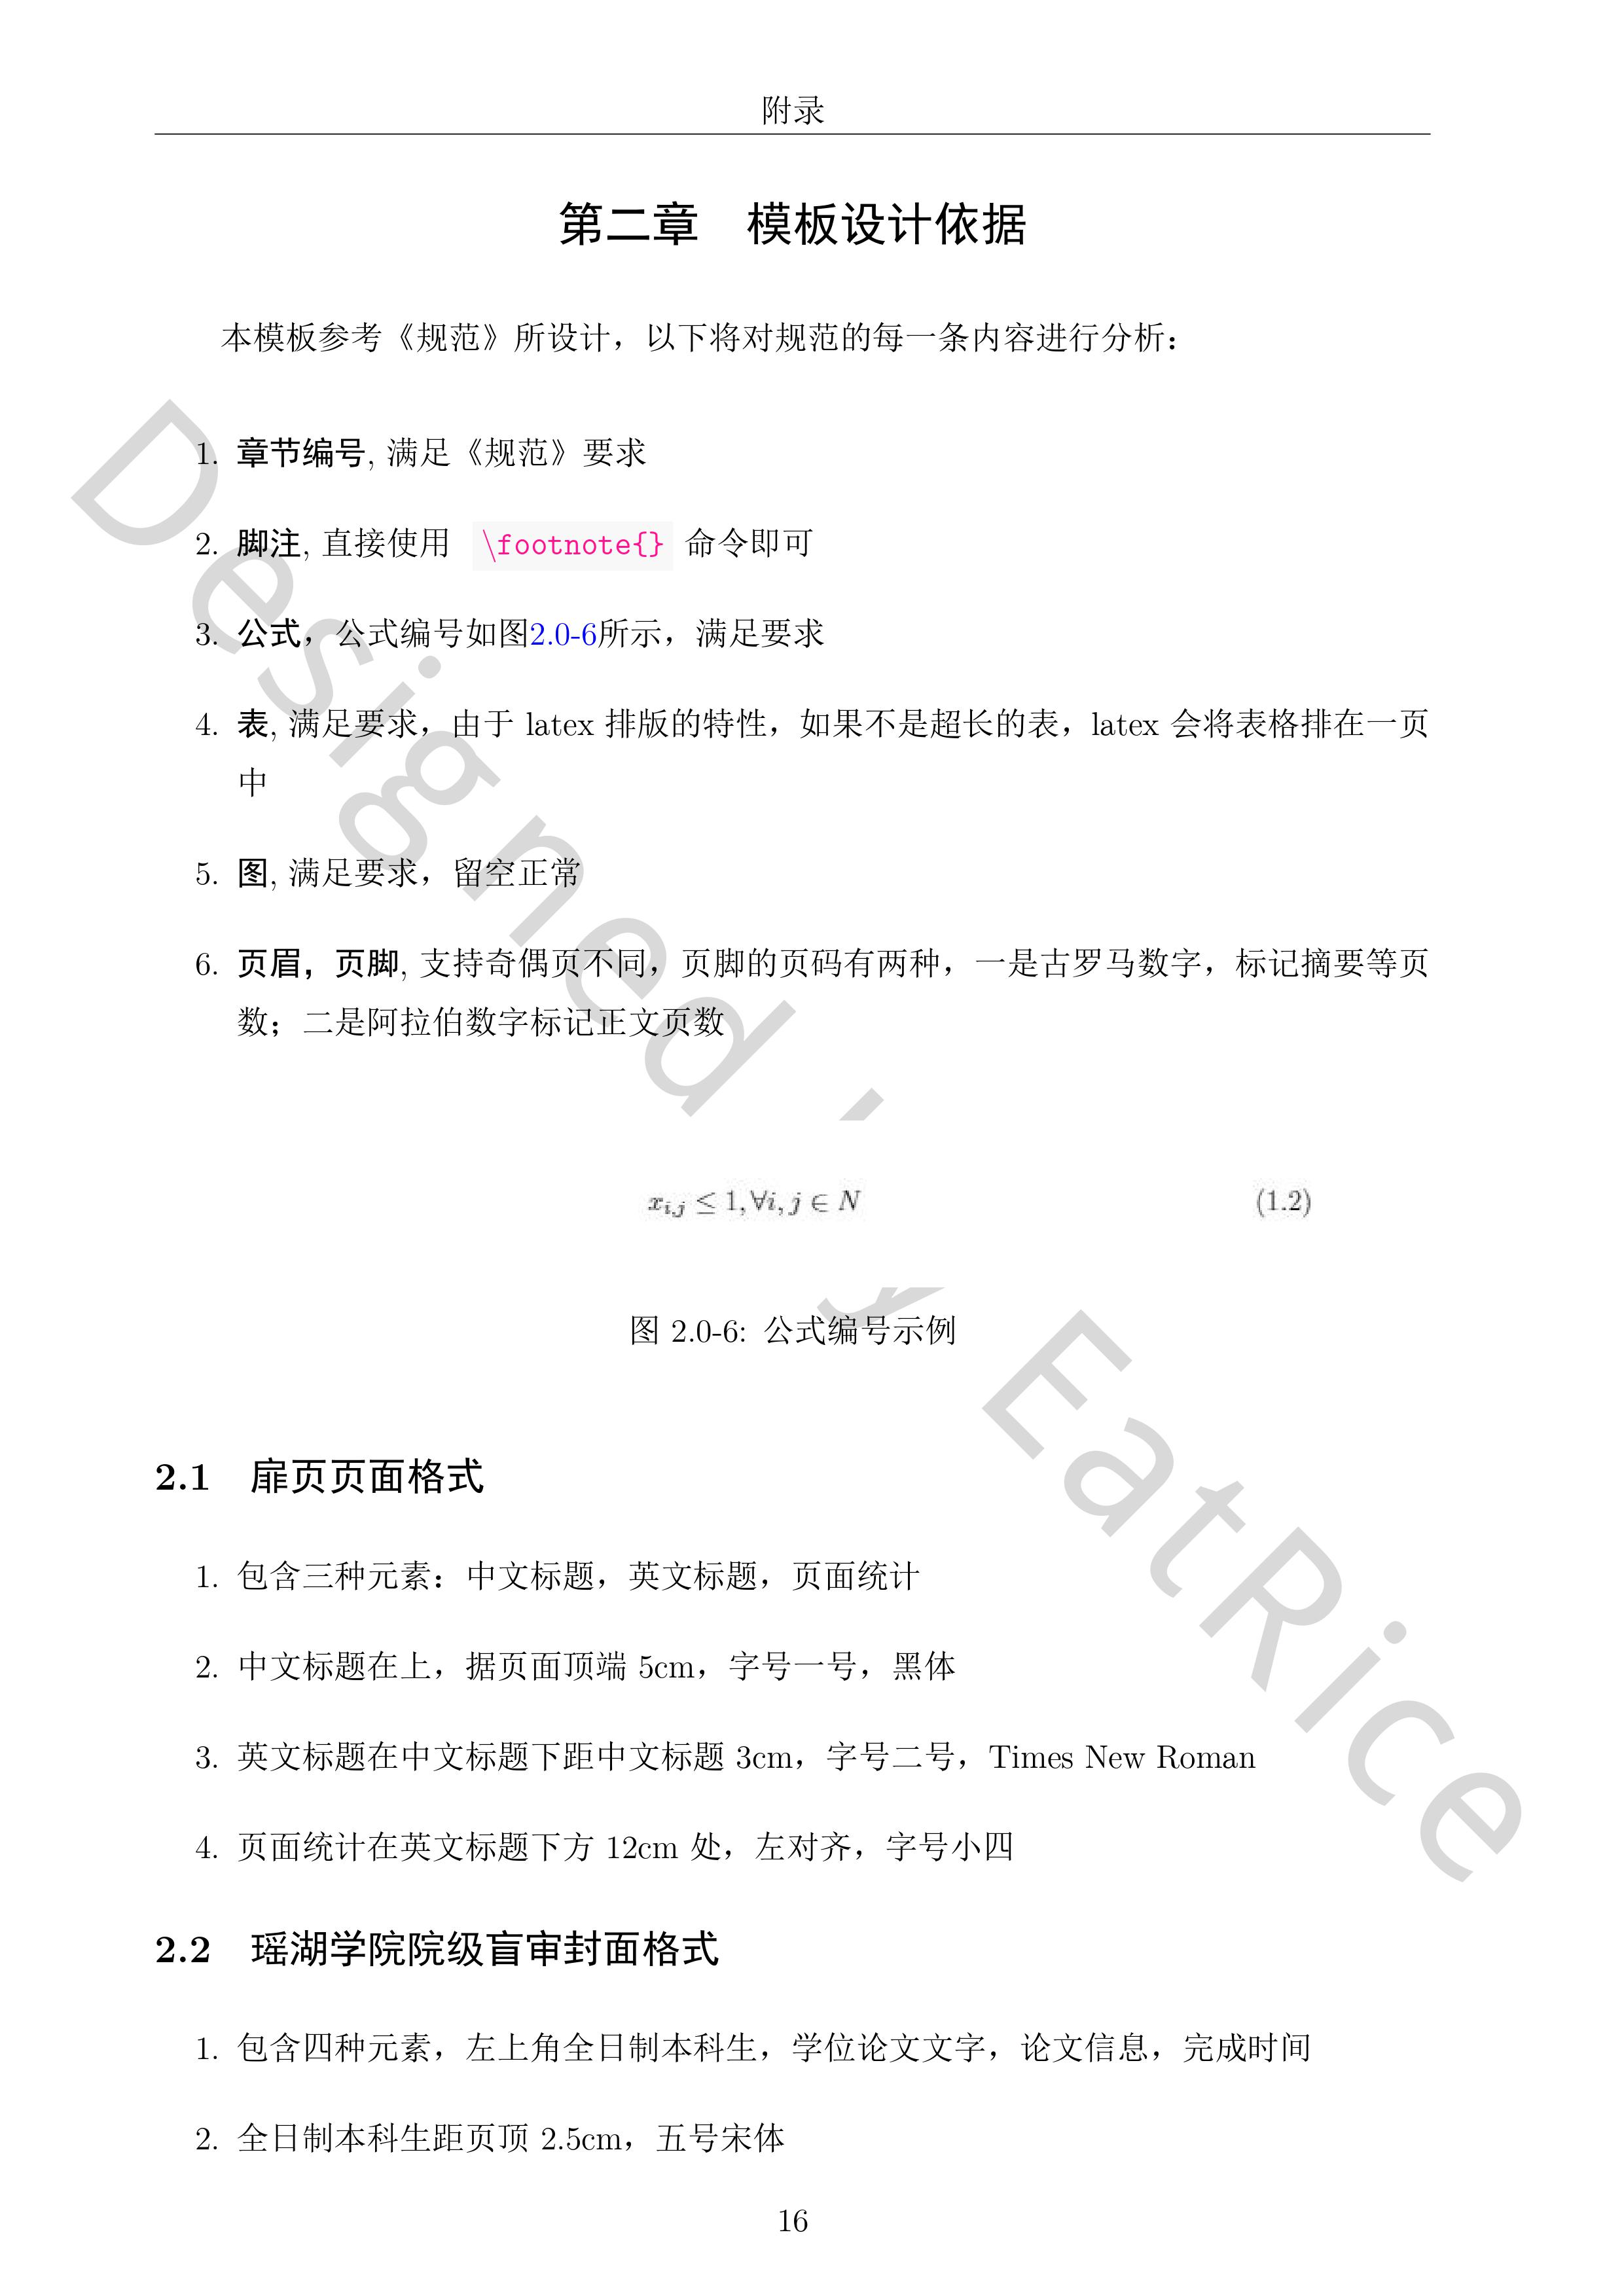 附录
第二章 模板设计依据
本模板参考《规范》所设计，以下将对规范的每一条内容进行分析：
1. 章节编号, 满足《规范》要求
2. 脚注, 直接使用 \footnote{} 命令即可
3. 公式，公式编号如图2.0-6所示，满足要求
4. 表, 满足要求，由于 latex 排版的特性，如果不是超长的表，latex 会将表格排在一页
中
5. 图, 满足要求，留空正常
6. 页眉，页脚, 支持奇偶页不同，页脚的页码有两种，一是古罗马数字，标记摘要等页
数；二是阿拉伯数字标记正文页数
x_{i,j} ≤ 1, ∀i, j ∈ N (1.2)
图 2.0-6: 公式编号示例
2.1 扉页页面格式
1. 包含三种元素：中文标题，英文标题，页面统计
2. 中文标题在上，据页面顶端 5cm，字号一号，黑体
3. 英文标题在中文标题下距中文标题 3cm，字号二号，Times New Roman
4. 页面统计在英文标题下方 12cm 处，左对齐，字号小四
2.2 瑶湖学院院级盲审封面格式
1. 包含四种元素，左上角全日制本科生，学位论文文字，论文信息，完成时间
2. 全日制本科生距页顶 2.5cm，五号宋体
16
Designed y EatRice